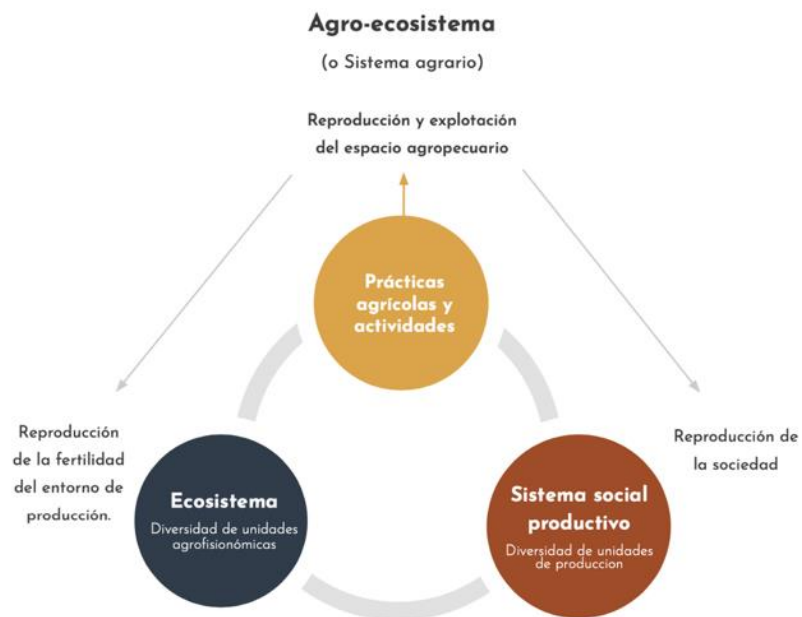 Agro-ecosistema
(o Sistema agrario)
Reproducción y explotación
del espacio agropecuario
Prácticas
agrícolas y
actividades
Reproducción
de la fertilidad
del entorno de
producción.
Ecosistema
Diversidad de unidades
agrofisionómicas
Sistema social
productivo
Diversidad de unidades
de produccion
Reproducción de
la sociedad